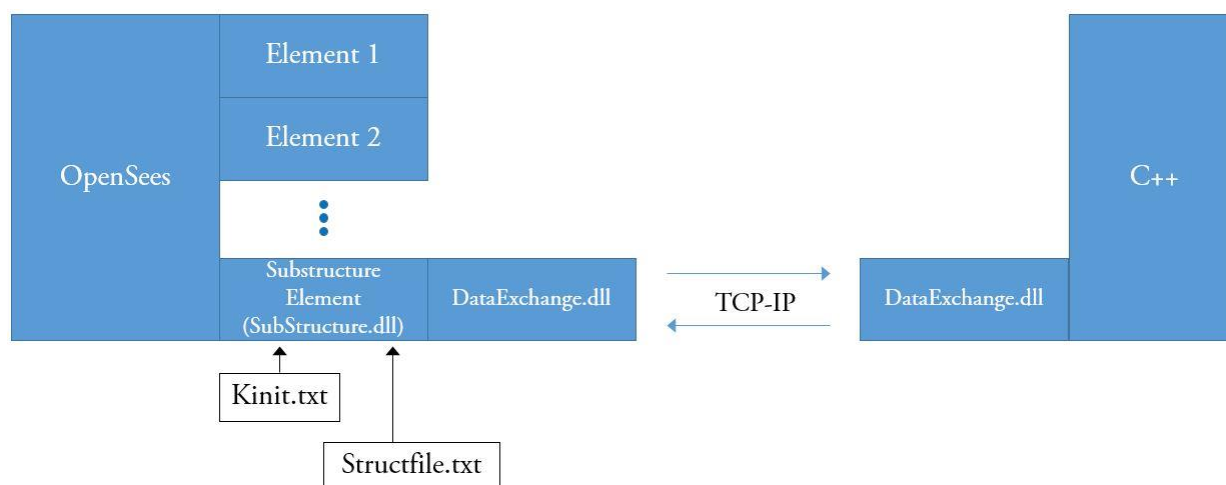 Element 1
Element 2
OpenSees
C++
Substructure
Element
(SubStructure.dll)
DataExchange.dll
TCP-IP
DataExchange.dll
Kinit.txt
Structfile.txt